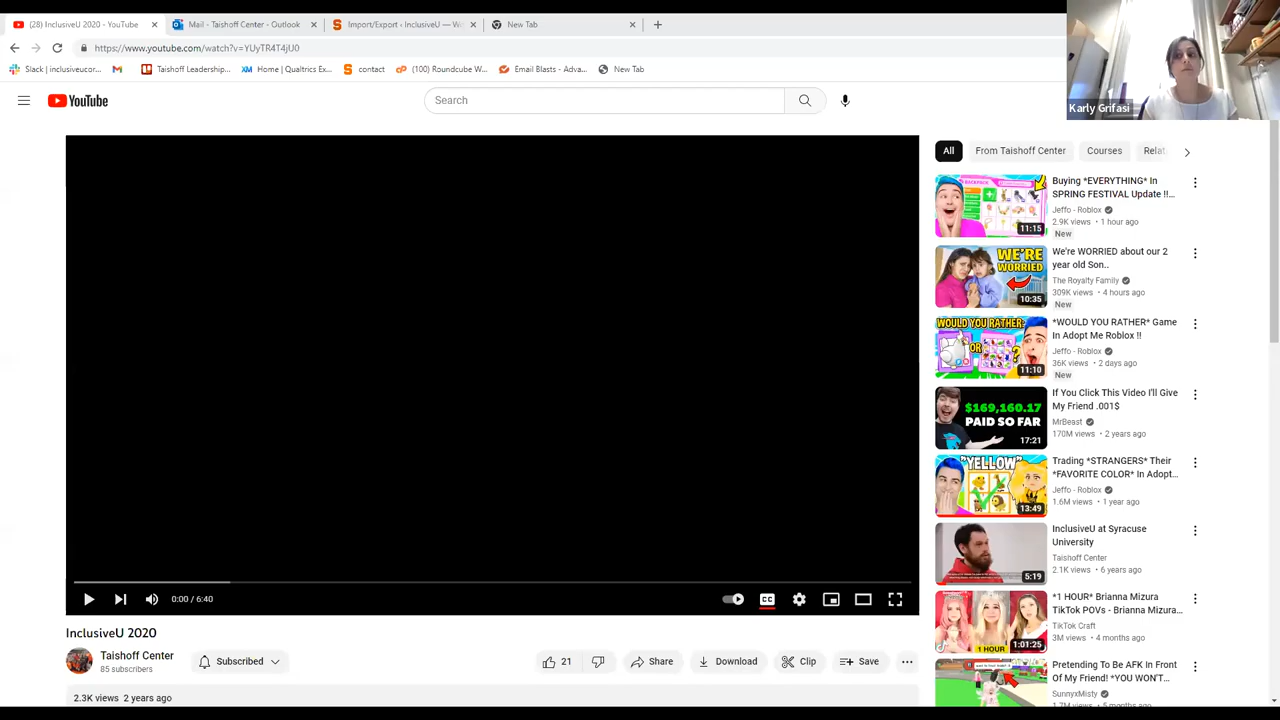 (28) InclusiveU 2020 - YouTube
Mail - Taishoff Center - Outlook
Import/Export ‹ InclusiveU — W
New Tab
https://www.youtube.com/watch?v=YUyTR4T4jU0
Slack | inclusiveucor...
Taishoff Leadership...
Home | Qualtrics Ex...
contact
(100) Roundcube W...
Email Blasts - Adva...
New Tab
Karly Grifasi
YouTube
Search
All
From Taishoff Center
Courses
Relat
Buying *EVERYTHING* In
SPRING FESTIVAL Update !!...
Jeffo - Roblox
2.9K views • 1 hour ago
New
11:15
WE'RE
WORRIED
10:35
We're WORRIED about our 2
year old Son..
The Royalty Family
309K views • 4 hours ago
New
WOULD YOU RATHER?
OR
11:10
*WOULD YOU RATHER* Game
In Adopt Me Roblox !!
Jeffo - Roblox
36K views • 2 days ago
New
$169,160.17
PAID SO FAR
17:21
If You Click This Video I'll Give
My Friend .001$
MrBeast
170M views • 2 years ago
"YELLOW"
13:49
Trading *STRANGERS* Their
*FAVORITE COLOR* In Adopt...
Jeffo - Roblox
1.6M views • 1 year ago
5:19
InclusiveU at Syracuse
University
Taishoff Center
2.1K views • 6 years ago
1 HOUR
1:01:25
*1 HOUR* Brianna Mizura
TikTok POVs - Brianna Mizura...
TikTok Craft
3M views • 4 months ago
Pretending To Be AFK In Front
Of My Friend! *YOU WON'T...
SunnyxMisty
1.7M views • 5 months ago
0:00 / 6:40
CC
InclusiveU 2020
Taishoff Center
85 subscribers
Subscribed
21
Share
Download
Clip
Save
2.3K views 2 years ago